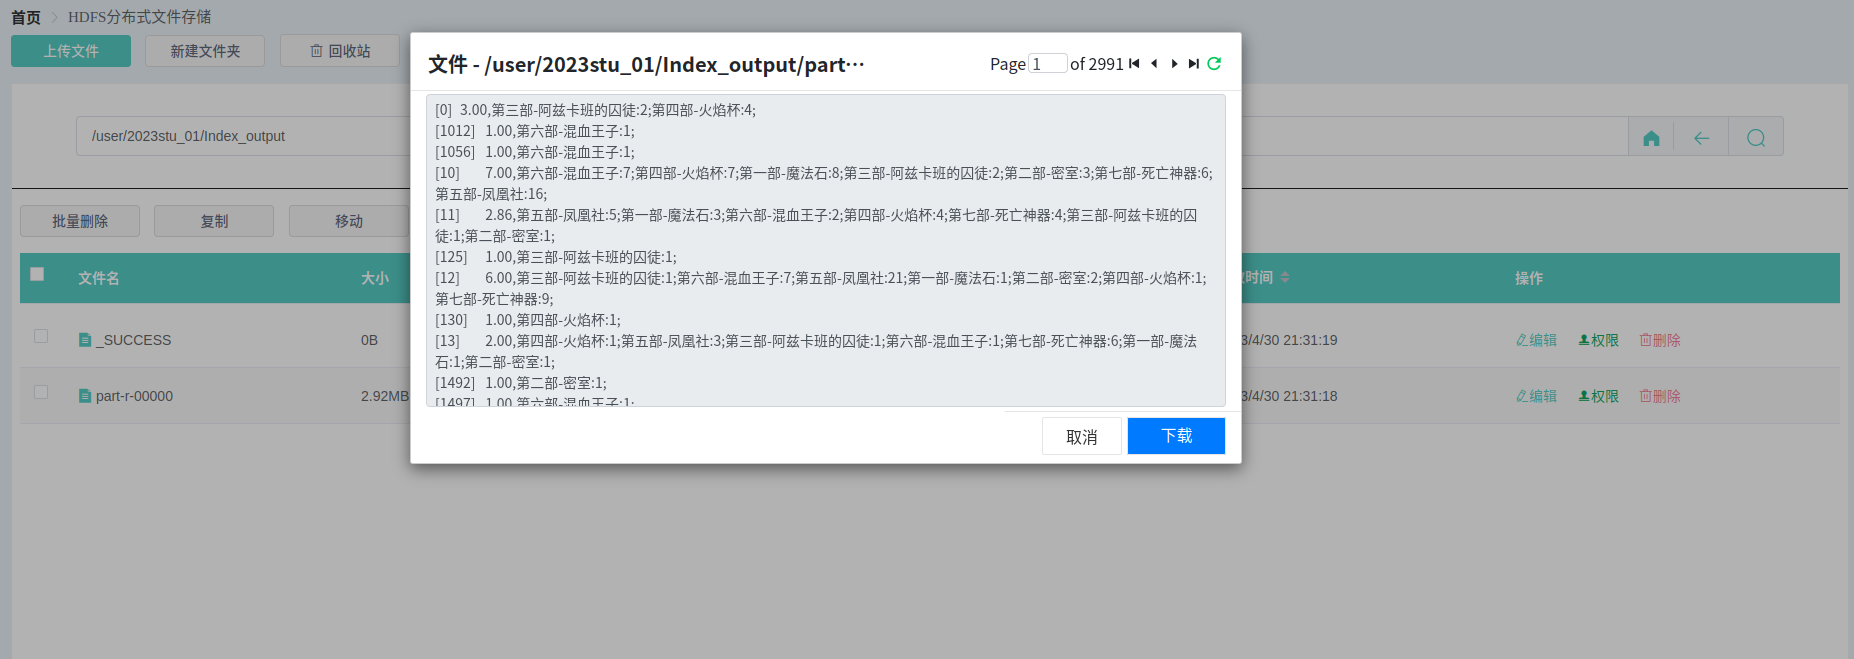 首页 > HDFS分布式文件存储
上传文件 新建文件夹 回收站
/user/2023stu_01/Index_output
批量删除 复制 移动
文件名 大小 时间 操作
_SUCCESS 0B 3/4/30 21:31:19 编辑 权限 删除
part-r-00000 2.92MB 3/4/30 21:31:18 编辑 权限 删除
文件 - /user/2023stu_01/Index_output/part··· Page 1 of 2991
[0] 3.00,第三部-阿兹卡班的囚徒:2;第四部-火焰杯:4;
[1012] 1.00,第六部-混血王子:1;
[1056] 1.00,第六部-混血王子:1;
[10] 7.00,第六部-混血王子:7;第四部-火焰杯:7;第一部-魔法石:8;第三部-阿兹卡班的囚徒:2;第二部-密室:3;第七部-死亡神器:6;
第五部-凤凰社:16;
[11] 2.86,第五部-凤凰社:5;第一部-魔法石:3;第六部-混血王子:2;第四部-火焰杯:4;第七部-死亡神器:4;第三部-阿兹卡班的囚
徒:1;第二部-密室:1;
[125] 1.00,第三部-阿兹卡班的囚徒:1;
[12] 6.00,第三部-阿兹卡班的囚徒:1;第六部-混血王子:7;第五部-凤凰社:21;第一部-魔法石:1;第二部-密室:2;第四部-火焰杯:1;
第七部-死亡神器:9;
[130] 1.00,第四部-火焰杯:1;
[13] 2.00,第四部-火焰杯:1;第五部-凤凰社:3;第三部-阿兹卡班的囚徒:1;第六部-混血王子:1;第七部-死亡神器:6;第一部-魔法
石:1;第二部-密室:1;
[1492] 1.00,第二部-密室:1;
[1497] 1.00,第六部-混血王子:1;
取消 下载